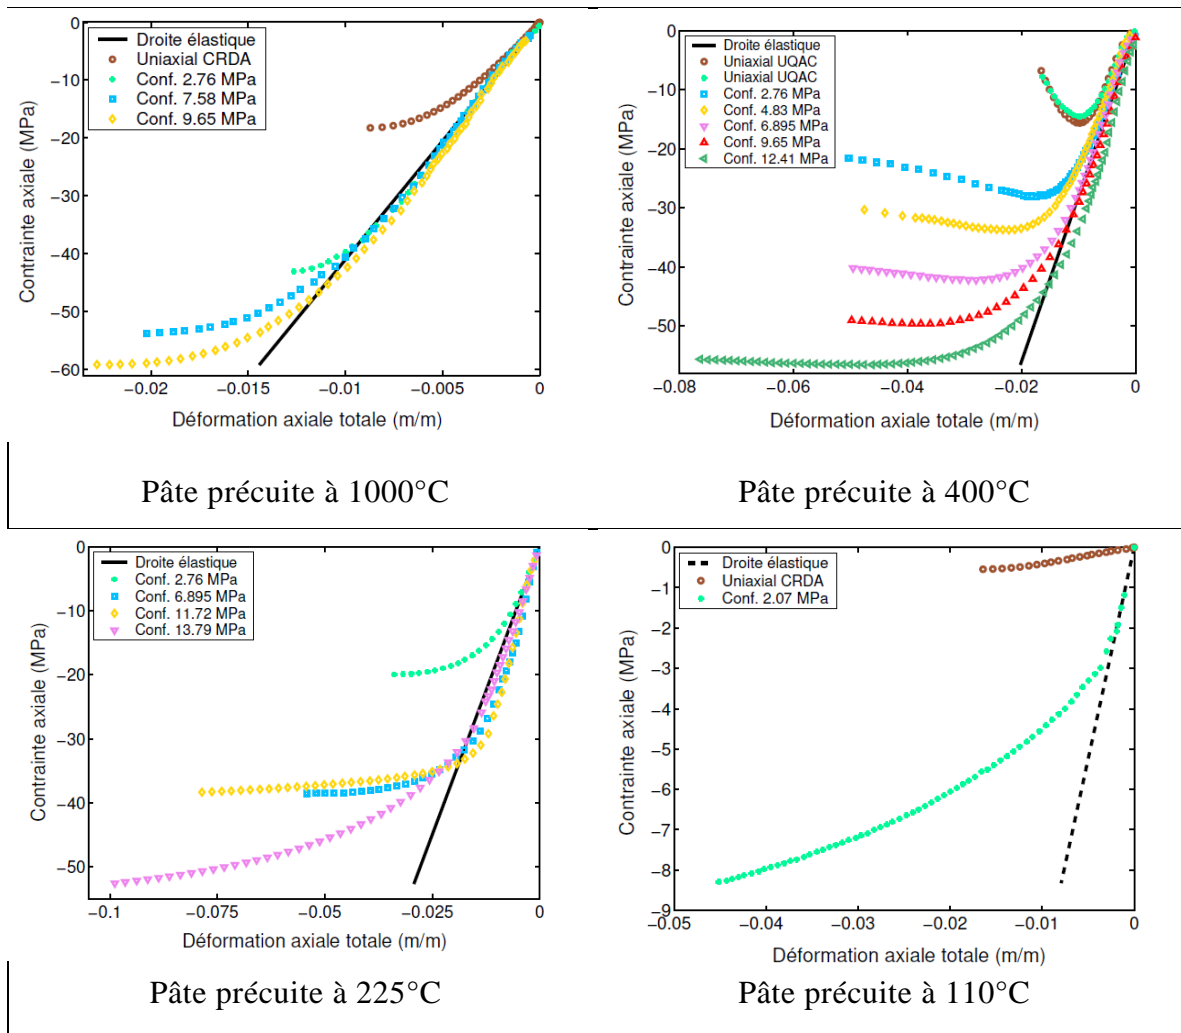 Droite élastique
Uniaxial CRDA
Conf. 2.76 MPa
Conf. 7.58 MPa
Conf. 9.65 MPa
0
−10
−20
−30
−40
−50
−60
−0.02
−0.015
−0.01
−0.005
0
Contrainte axiale (MPa)
Déformation axiale totale (m/m)
Droite élastique
Uniaxial UQAC
Uniaxial UQAC
Conf. 2.76 MPa
Conf. 4.83 MPa
Conf. 6.895 MPa
Conf. 9.65 MPa
Conf. 12.41 MPa
0
−10
−20
−30
−40
−50
−0.08
−0.06
−0.04
−0.02
0
Contrainte axiale (MPa)
Déformation axiale totale (m/m)
Pâte précuite à 1000°C
Pâte précuite à 400°C
Droite élastique
Conf. 2.76 MPa
Conf. 6.895 MPa
Conf. 11.72 MPa
Conf. 13.79 MPa
0
−10
−20
−30
−40
−50
−0.1
−0.075
−0.05
−0.025
0
Contrainte axiale (MPa)
Déformation axiale totale (m/m)
Droite élastique
Uniaxial CRDA
Conf. 2.07 MPa
0
−1
−2
−3
−4
−5
−6
−7
−8
−9
−0.05
−0.04
−0.03
−0.02
−0.01
0
Contrainte axiale (MPa)
Déformation axiale totale (m/m)
Pâte précuite à 225°C
Pâte précuite à 110°C